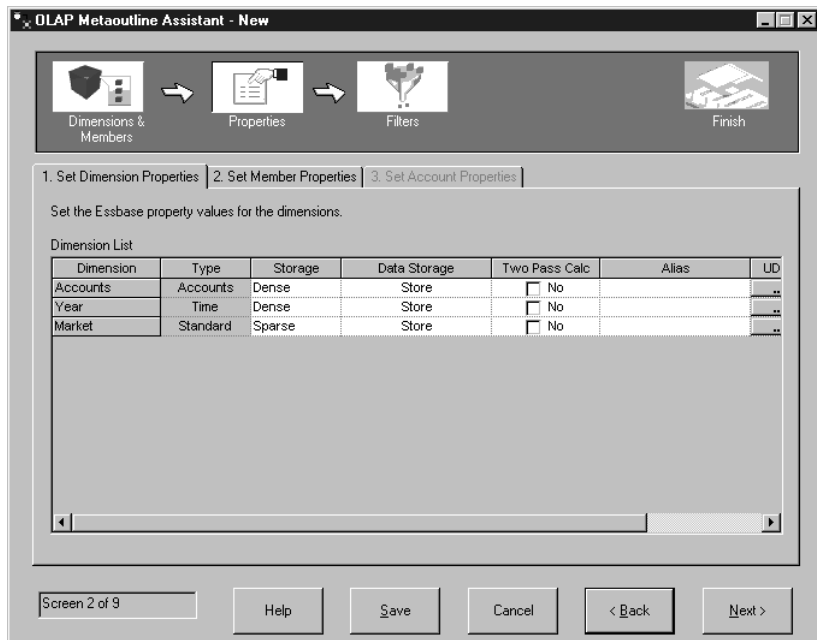 OLAP Metaoutline Assistant - New
Dimensions &
Members
Properties
Filters
Finish
1. Set Dimension Properties 2. Set Member Properties 3. Set Account Properties
Set the Essbase property values for the dimensions.
Dimension List
Dimension Type Storage Data Storage Two Pass Calc Alias UD
Accounts Accounts Dense Store No ..
Year Time Dense Store No ..
Market Standard Sparse Store No ..
Screen 2 of 9 Help Save Cancel < Back Next >